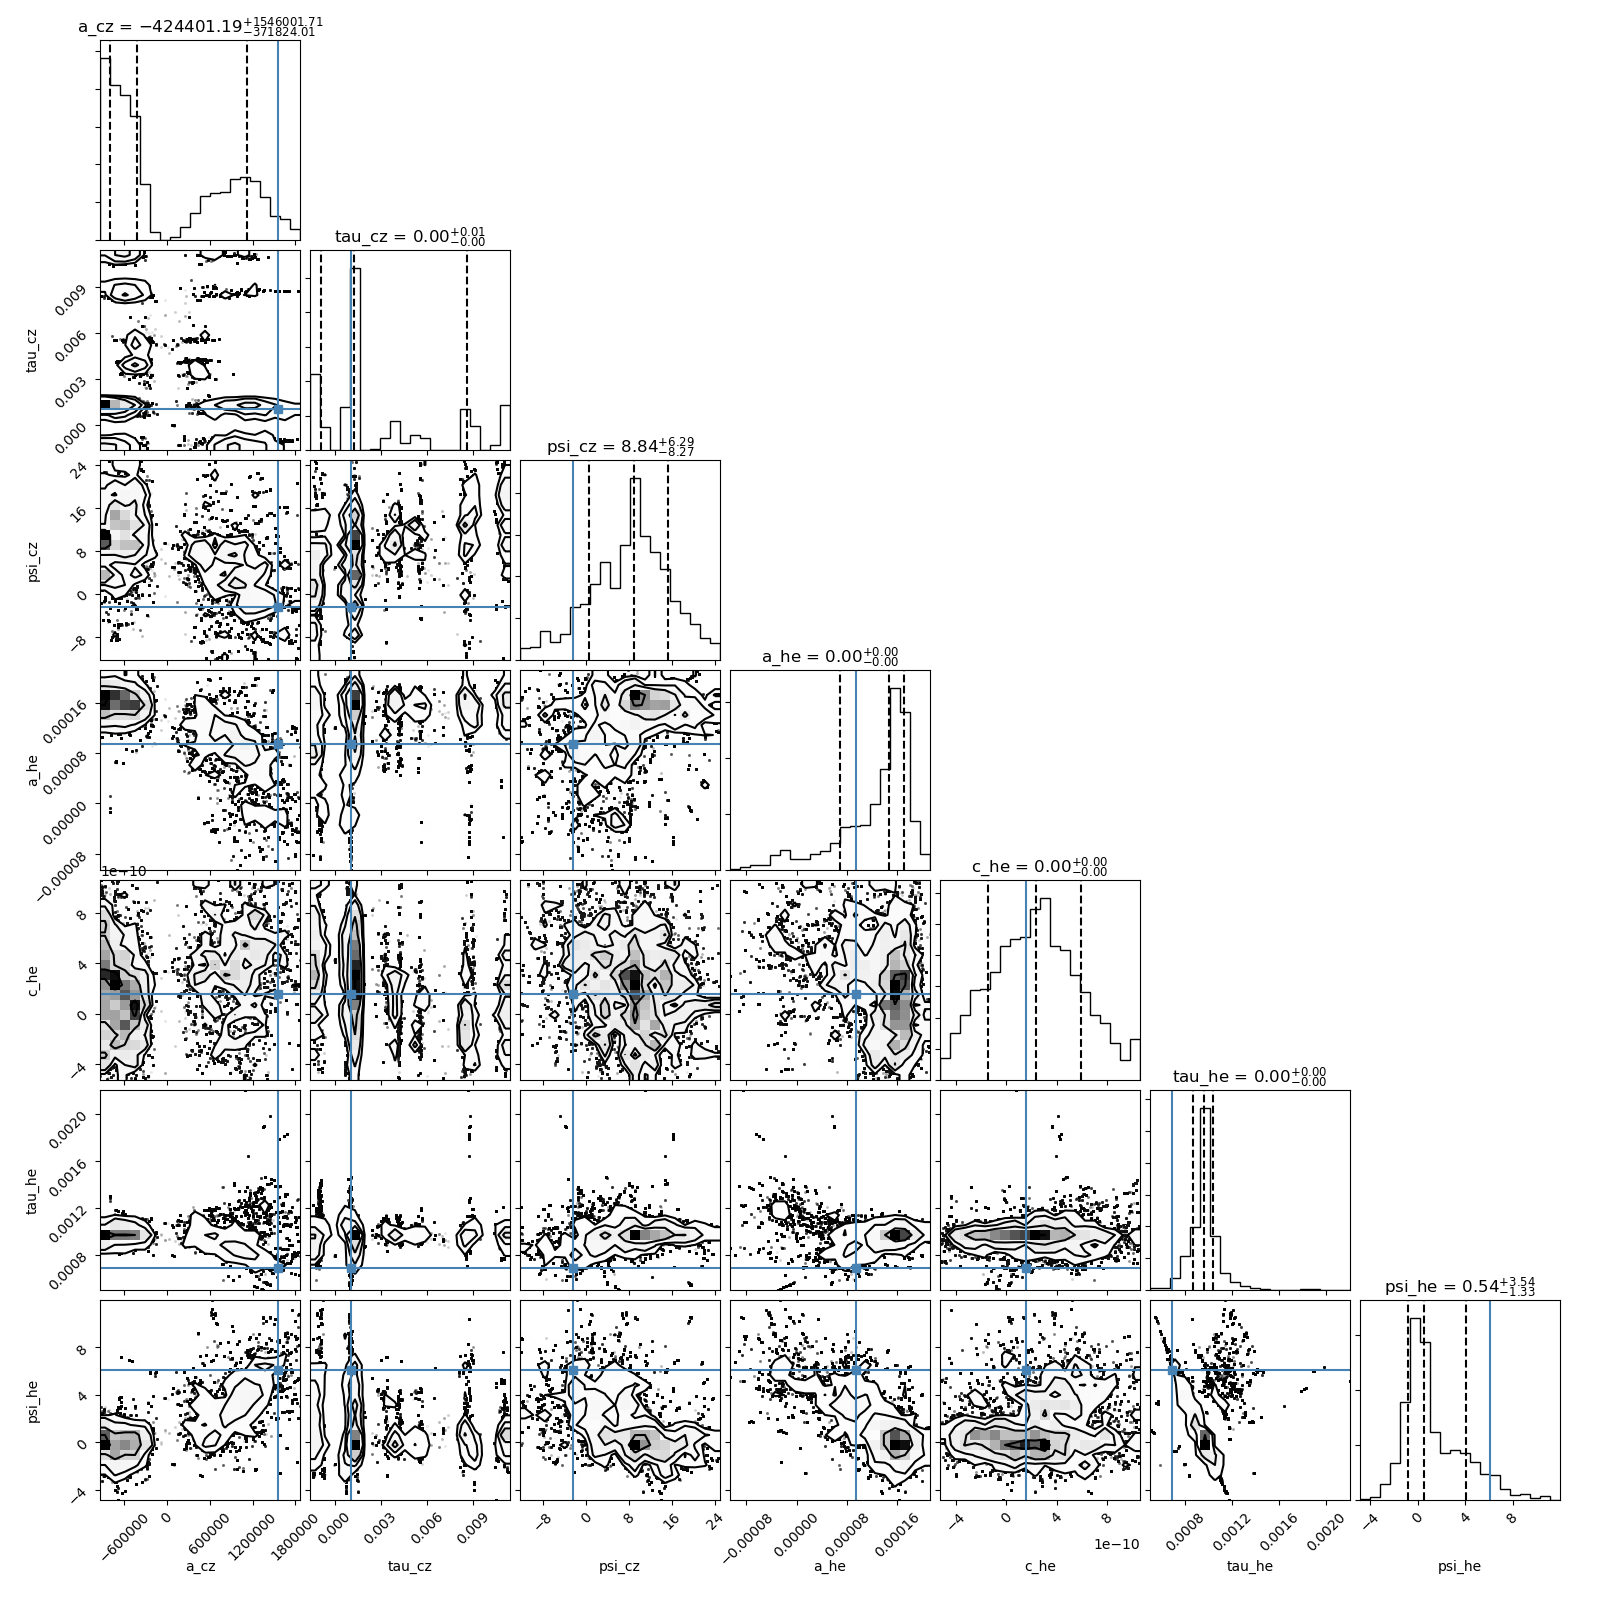 a_cz = −424401.19 +1546001.71 −371824.01
tau_cz = 0.00 +0.01 −0.00
0.009
0.006
0.003
0.000
tau_cz
psi_cz = 8.84 +6.29 −8.27
24
16
8
0
−8
psi_cz
a_he = 0.00 +0.00 −0.00
0.00016
0.00008
0.00000
−0.00008
a_he
c_he = 0.00 +0.00 −0.00
1e−10
8
4
0
−4
c_he
tau_he = 0.00 +0.00 −0.00
0.0020
0.0016
0.0012
0.0008
tau_he
psi_he = 0.54 +3.54 −1.33
8
4
0
−4
psi_he
−600000 0 600000 1200000 1800000
0.000 0.003 0.006 0.009
−8 0 8 16 24
−0.00008 0.00000 0.00008 0.00016
−4 0 4 8
1e−10
0.0008 0.0012 0.0016 0.0020
−4 0 4 8
a_cz tau_cz psi_cz a_he c_he tau_he psi_he